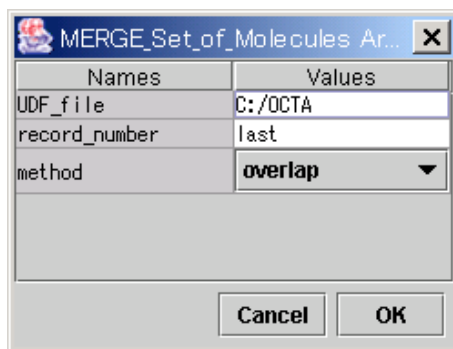 MERGE_Set_of_Molecules Ar...
Names Values
UDF_file C:/OCTA
record_number last
method overlap
Cancel OK